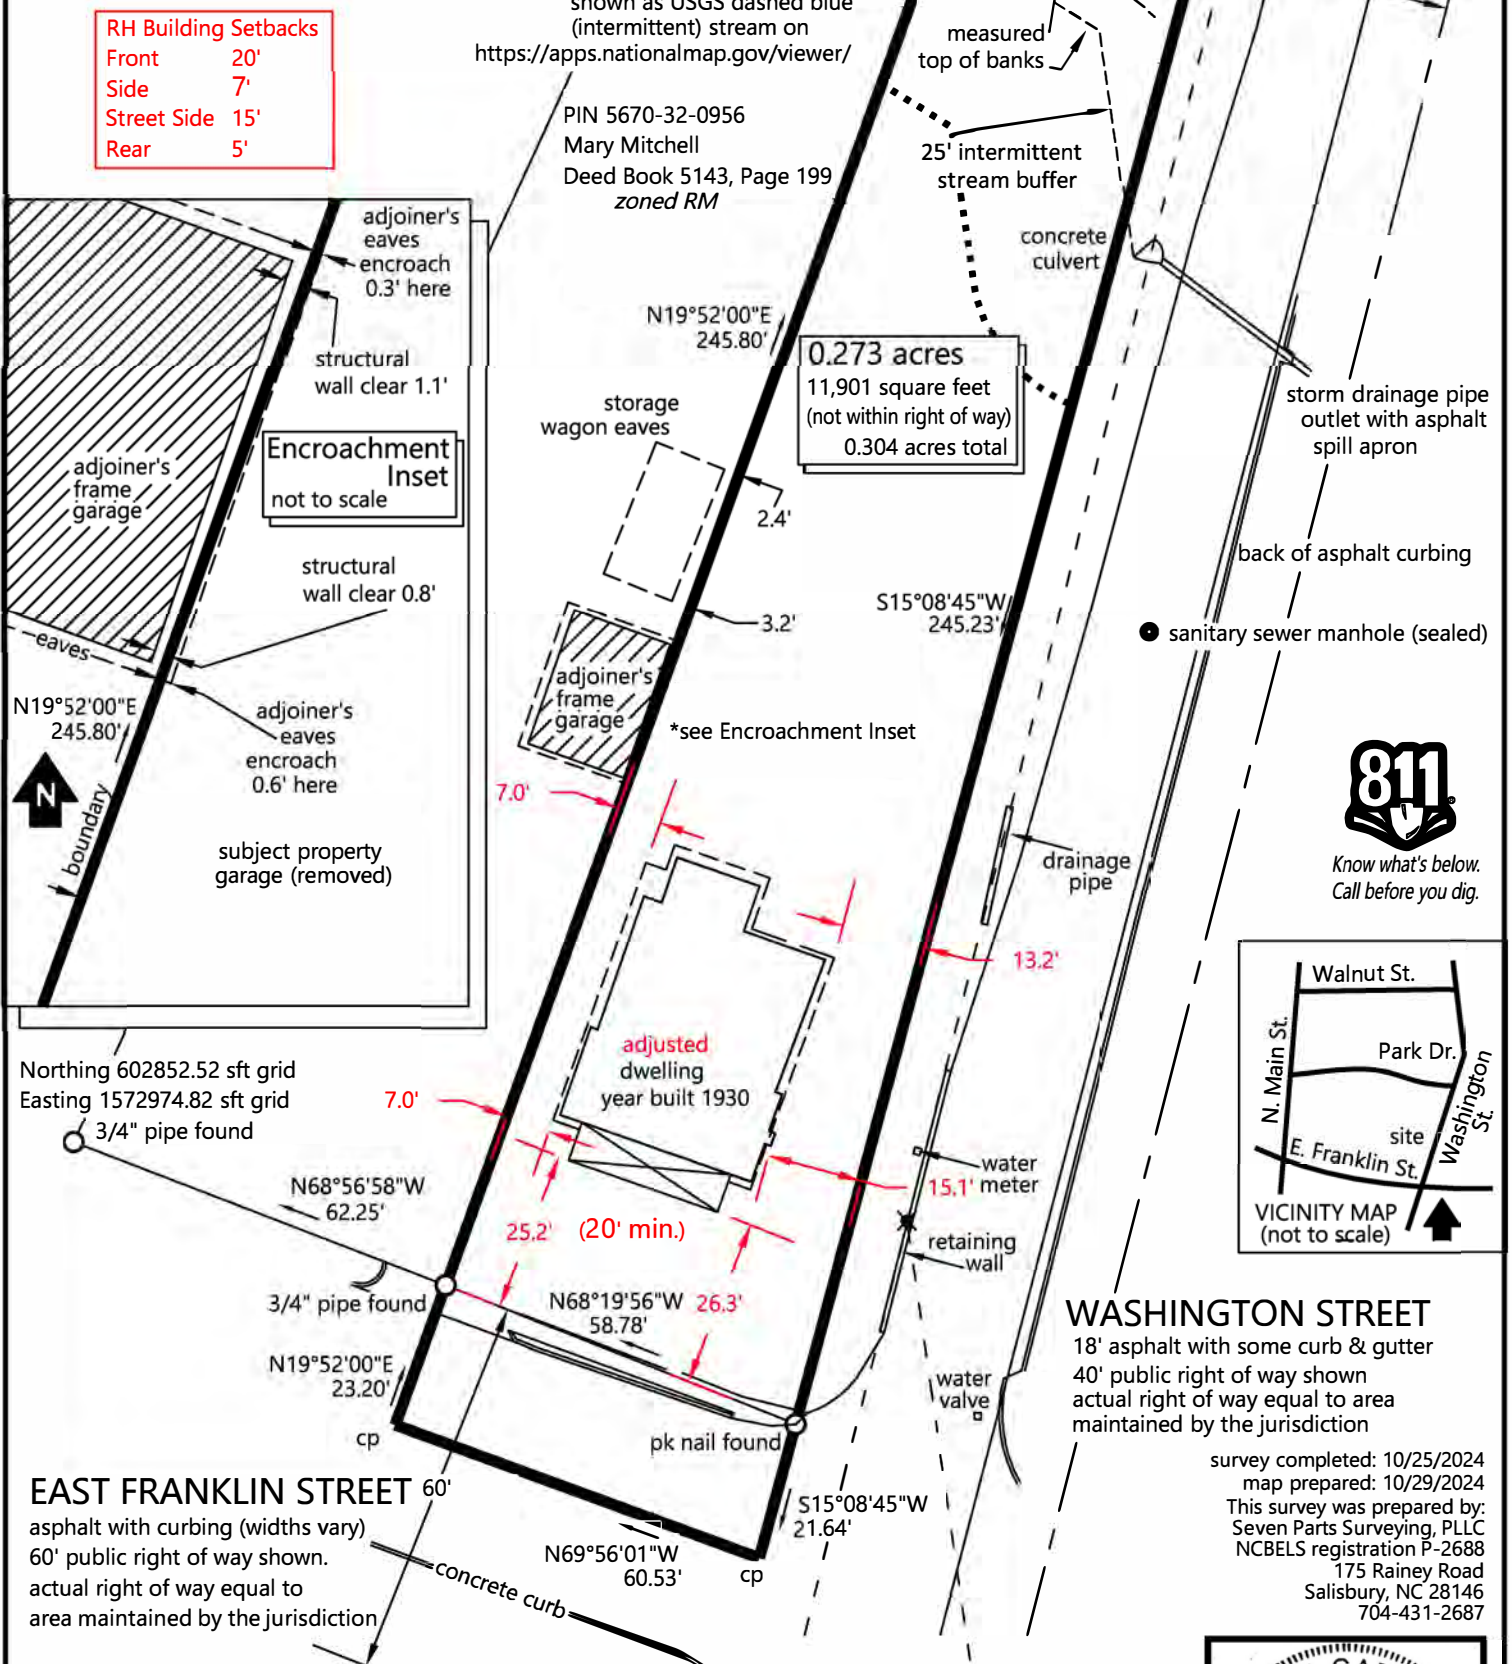 RH Building Setbacks
Front 20'
Side 7'
Street Side 15'
Rear 5'
shown as USGS dashed blue
(intermittent) stream on
https://apps.nationalmap.gov/viewer/
PIN 5670-32-0956
Mary Mitchell
Deed Book 5143, Page 199
zoned RM
measured
top of banks
25' intermittent
stream buffer
concrete
culvert
adjoiner's
eaves
encroach
0.3' here
structural
wall clear 1.1'
Encroachment
Inset
not to scale
adjoiner's
frame
garage
structural
wall clear 0.8'
eaves
N19°52'00"E
245.80'
adjoiner's
eaves
encroach
0.6' here
N
boundary
subject property
garage (removed)
N19°52'00"E
245.80'
0.273 acres
11,901 square feet
(not within right of way)
0.304 acres total
storage
wagon eaves
2.4'
3.2'
S15°08'45"W
245.23'
storm drainage pipe
outlet with asphalt
spill apron
back of asphalt curbing
sanitary sewer manhole (sealed)
adjoiner's
frame
garage
*see Encroachment Inset
7.0'
811
Know what's below.
Call before you dig.
drainage
pipe
13.2'
Walnut St.
N. Main St.
Park Dr.
Washington
St.
site
E. Franklin St.
VICINITY MAP
(not to scale)
Northing 602852.52 sft grid
Easting 1572974.82 sft grid
3/4" pipe found
adjusted
dwelling
year built 1930
7.0'
water
meter
15.1'
N68°56'58"W
62.25'
25.2'
(20' min.)
retaining
wall
3/4" pipe found
N68°19'56"W
58.78'
26.3'
WASHINGTON STREET
18' asphalt with some curb & gutter
40' public right of way shown
actual right of way equal to area
maintained by the jurisdiction
N19°52'00"E
23.20'
water
valve
cp
pk nail found
EAST FRANKLIN STREET
60'
asphalt with curbing (widths vary)
60' public right of way shown.
actual right of way equal to
area maintained by the jurisdiction
S15°08'45"W
21.64'
N69°56'01"W
60.53'
cp
concrete curb
survey completed: 10/25/2024
map prepared: 10/29/2024
This survey was prepared by:
Seven Parts Surveying, PLLC
NCBELS registration P-2688
175 Rainey Road
Salisbury, NC 28146
704-431-2687